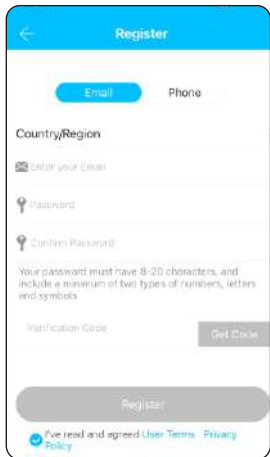 Register
Email Phone
Country/Region
Enter your Email
Password
Confirm Password
Your password must have 8-20 characters, and
include a minimum of two types of numbers, letters
and symbols
Verification Code Get Code
Register
I've read and agreed User Terms Privacy
Policy